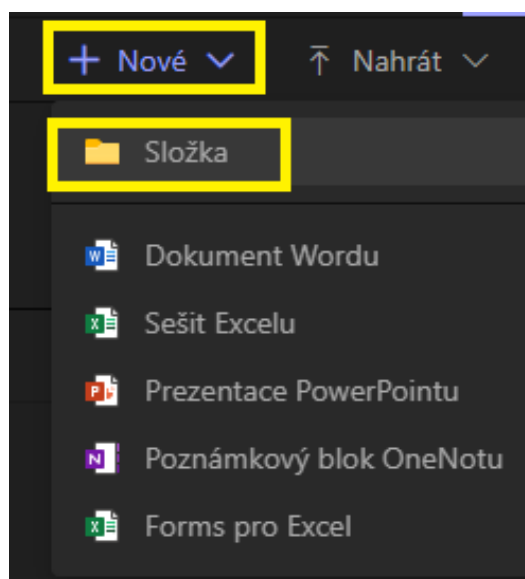 Nové
Nahrát
Složka
Dokument Wordu
Sešit Excelu
Prezentace PowerPointu
Poznámkový blok OneNotu
Forms pro Excel